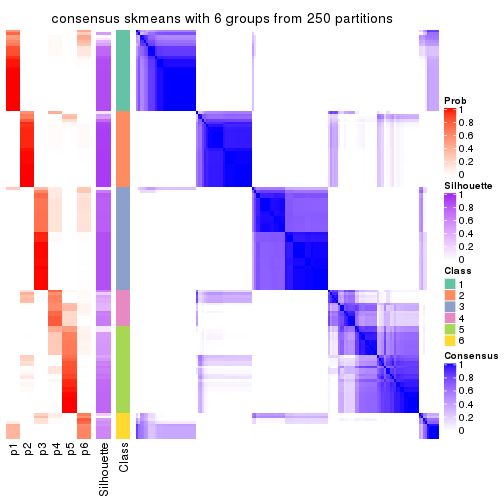 consensus skmeans with 6 groups from 250 partitions
Prob
1
0.8
0.6
0.4
0.2
0
Silhouette
1
0.8
0.6
0.4
0.2
0
Class
1
2
3
4
5
6
Consensus
1
0.8
0.6
0.4
0.2
0
p1
p2
p3
p4
p5
p6
Silhouette
Class